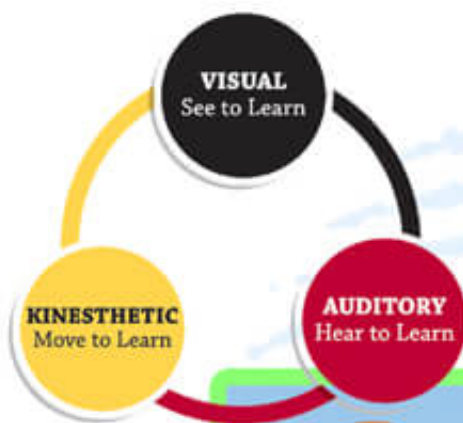 VISUAL
See to Learn
KINESTHETIC
Move to Learn
AUDITORY
Hear to Learn